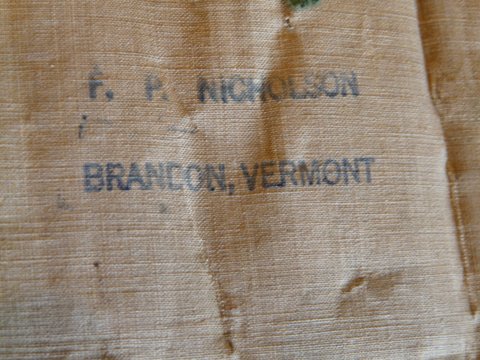 F. P. NICHOLSON
BRANDON, VERMONT